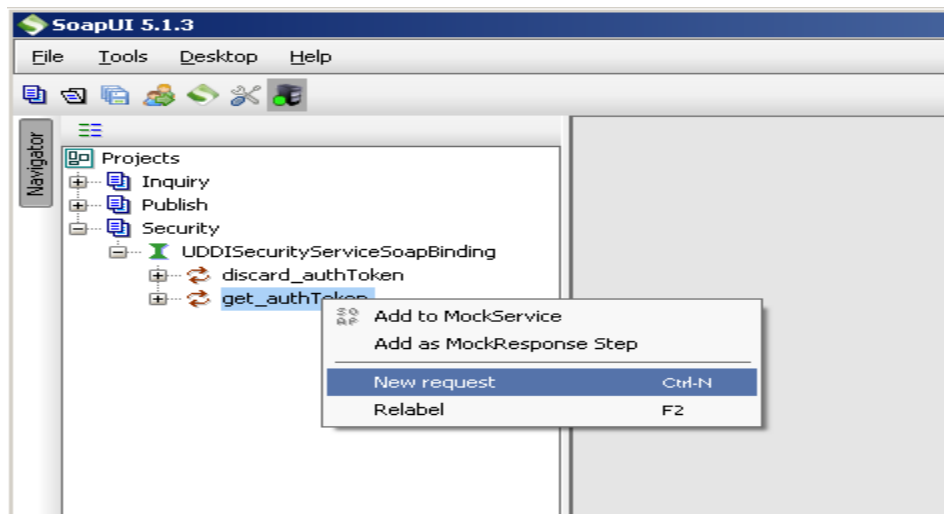 SoapUI 5.1.3
File Tools Desktop Help
Navigator
Projects
Inquiry
Publish
Security
UDDISecurityServiceSoapBinding
discard_authToken
get_authToken
SOAP Add to MockService
Add as MockResponse Step
New request Ctrl-N
Relabel F2